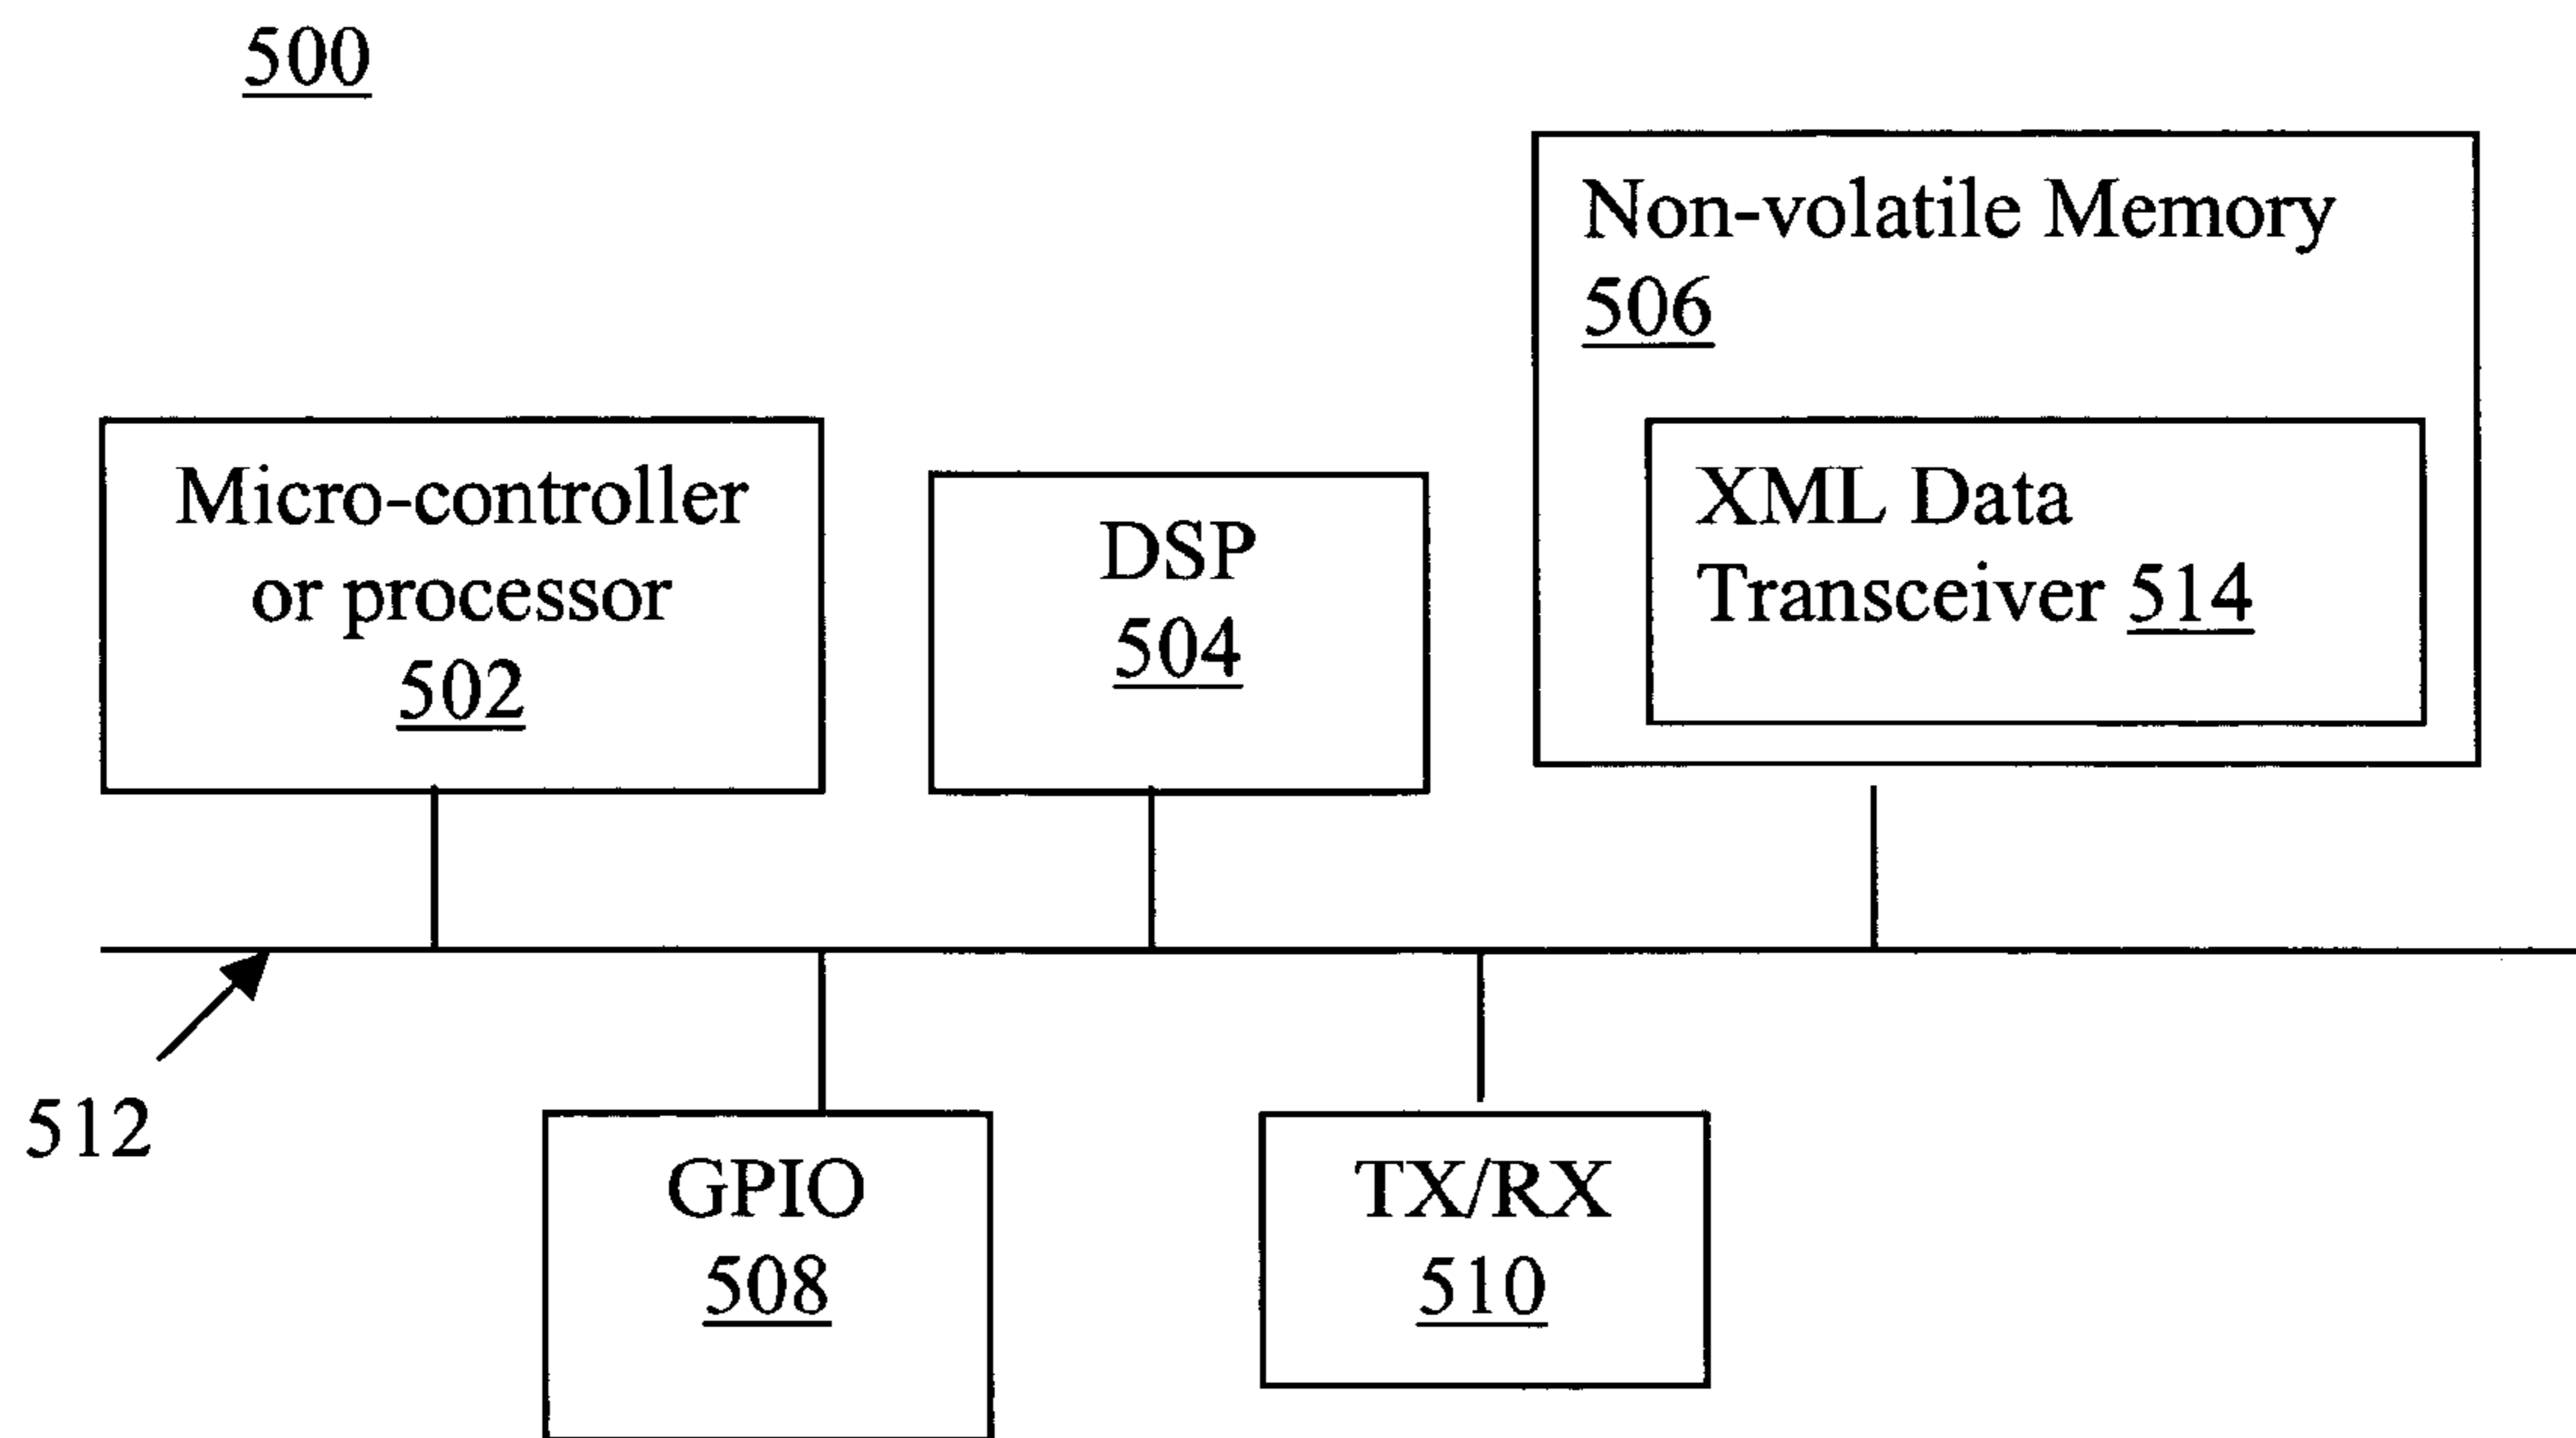 500
Non-volatile Memory
506
Micro-controller
or processor
502
DSP
504
XML Data
Transceiver 514
512
GPIO
508
TX/RX
510